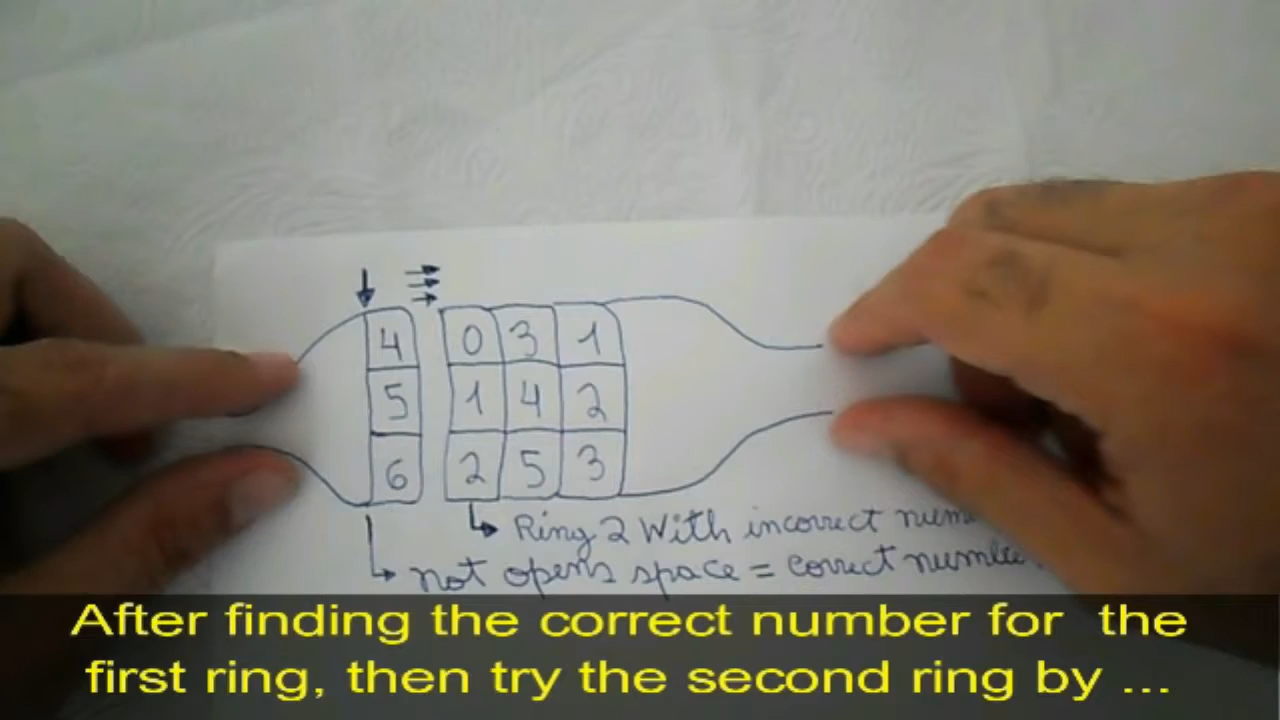 4 0 3 1
5 1 4 2
6 2 5 3
Ring 2 With incorrect
not opens space = correct
After finding the correct number for the
first ring, then try the second ring by ...